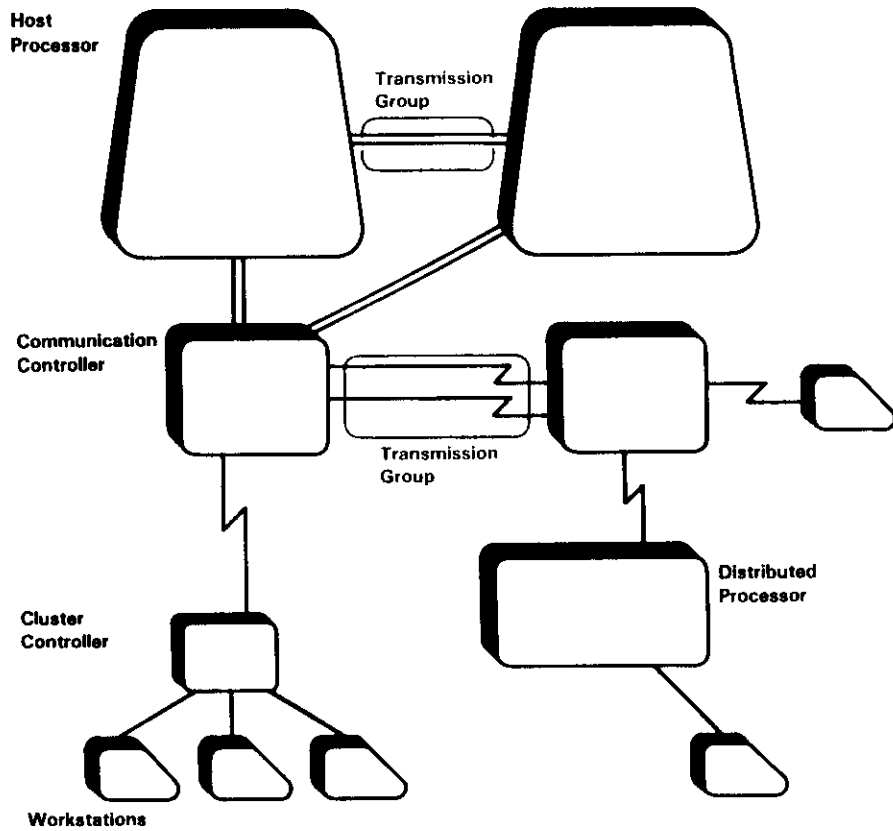 Host
Processor
Transmission
Group
Communication
Controller
Transmission
Group
Distributed
Processor
Cluster
Controller
Workstations